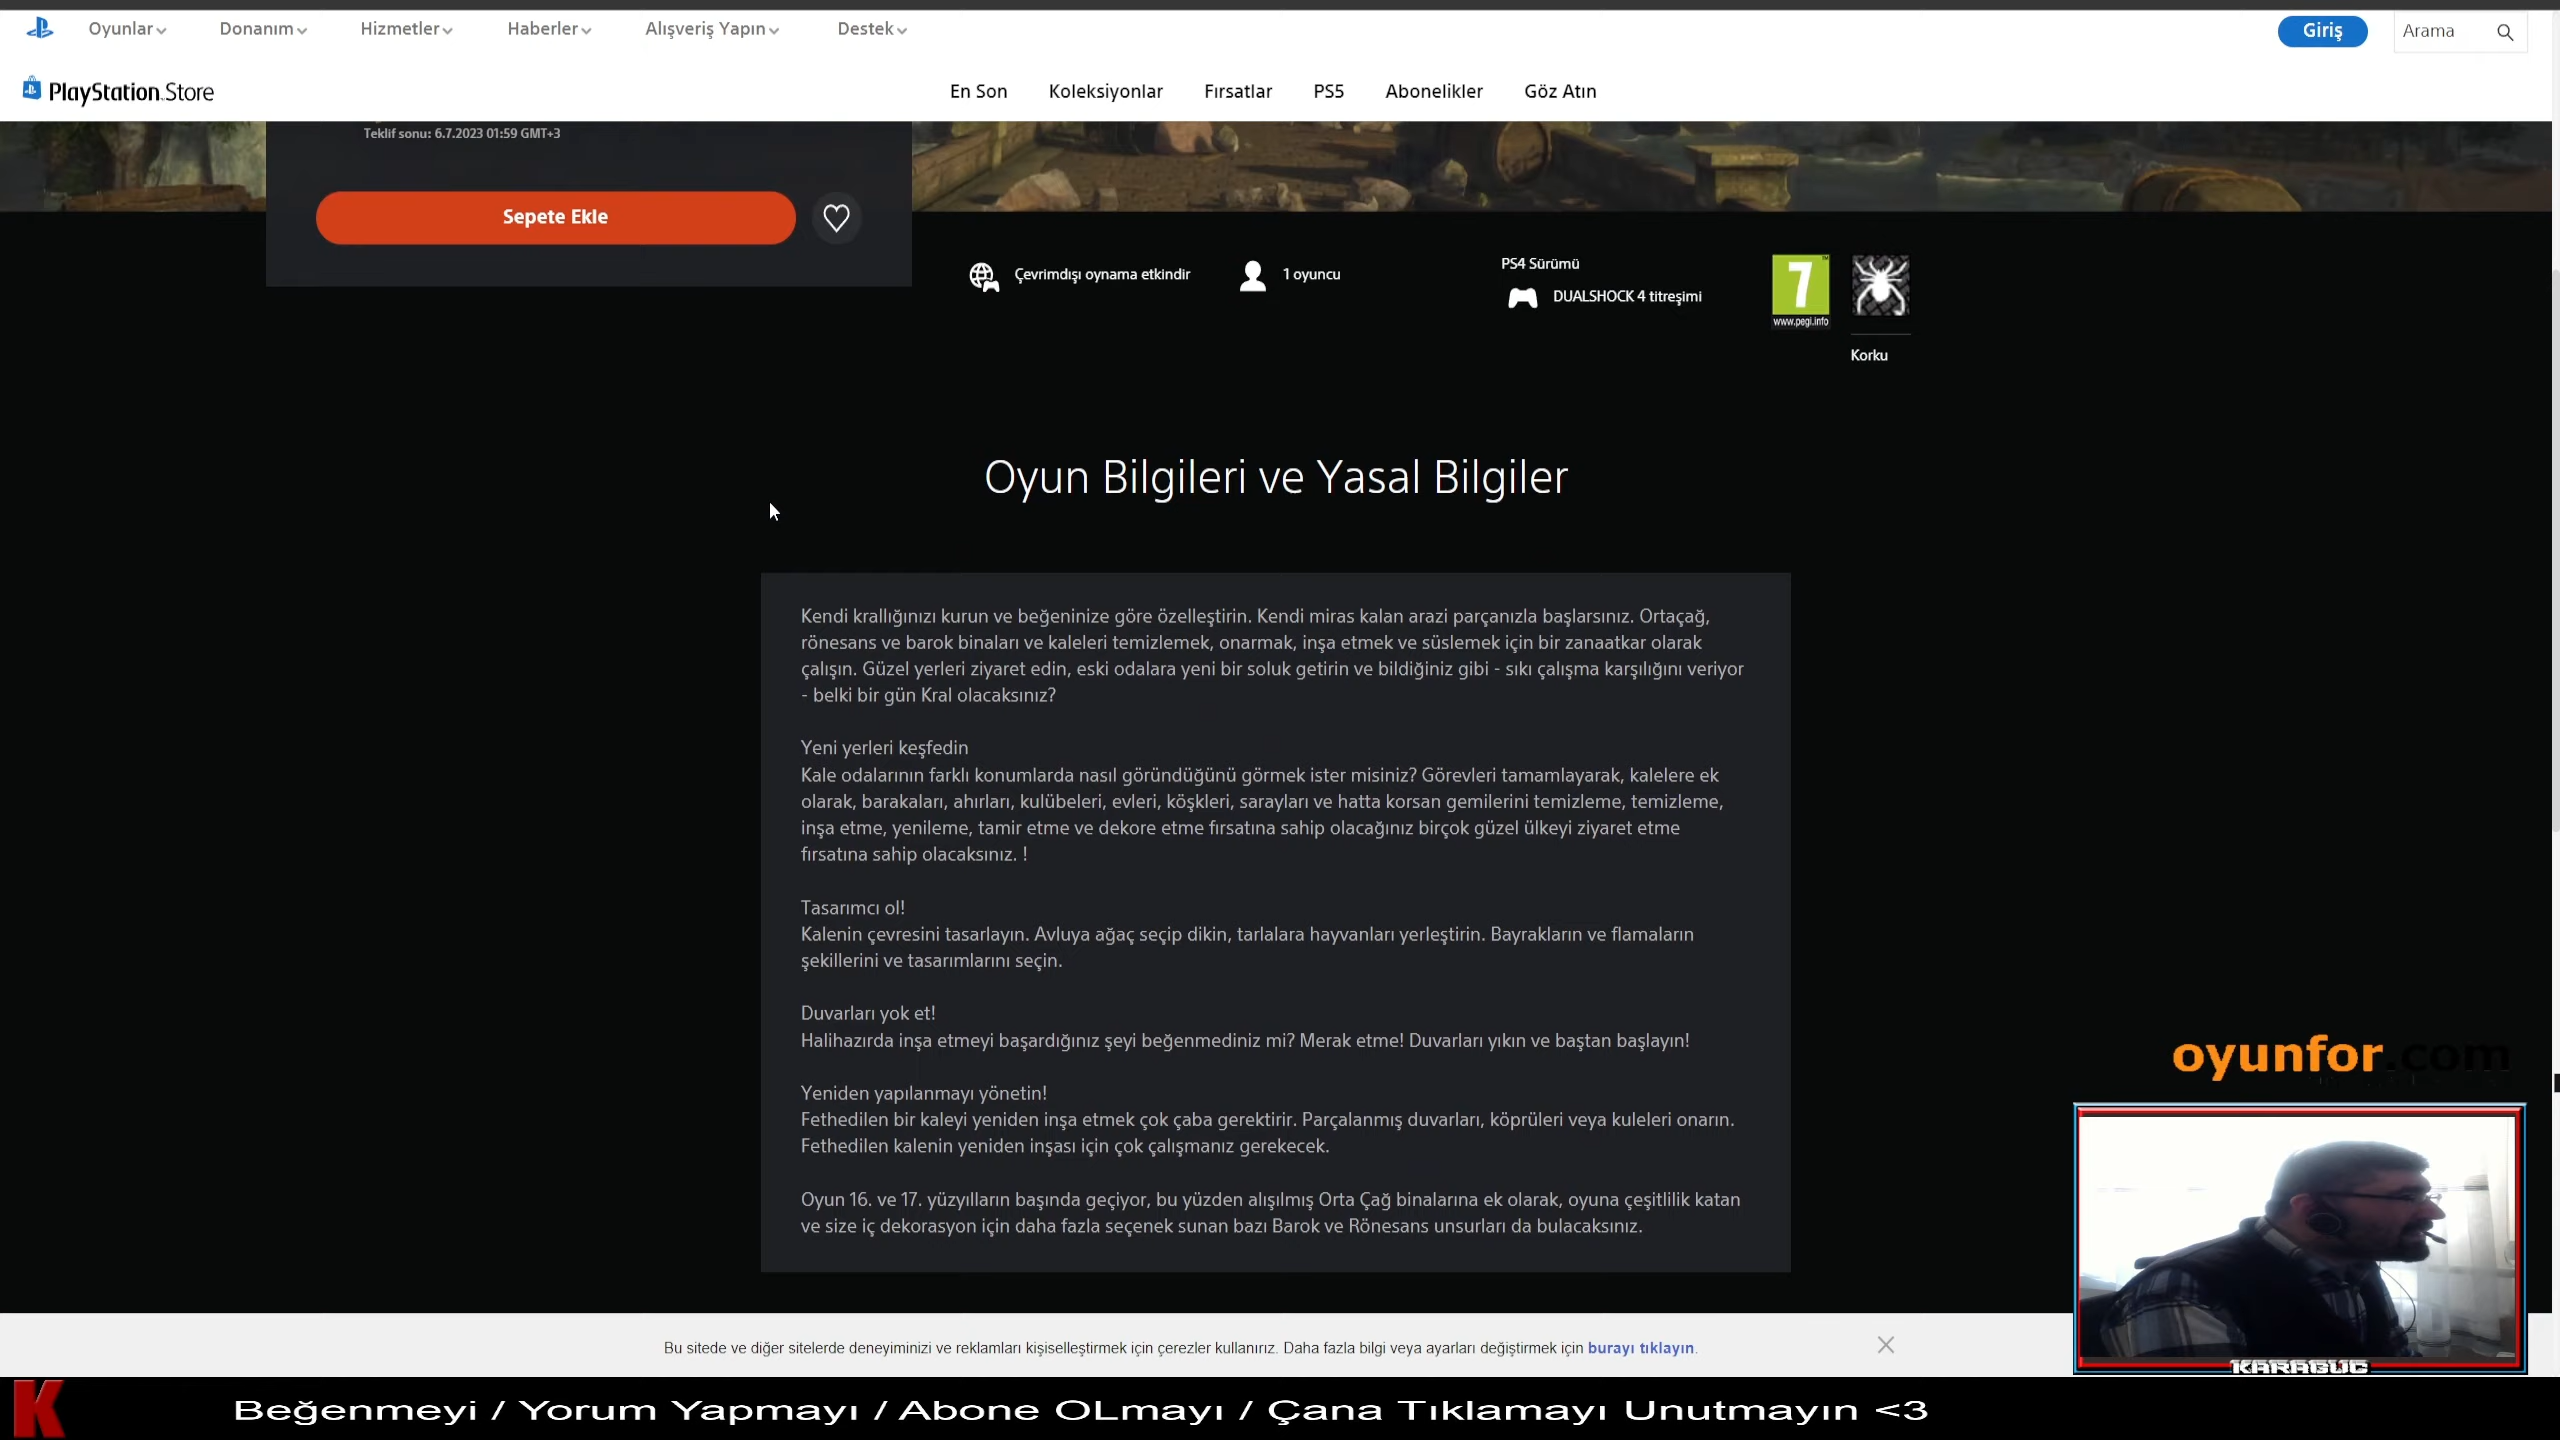 Oyunlar Donanım Hizmetler Haberler Alışveriş Yapın Destek Giriş Arama
PlayStation Store En Son Koleksiyonlar Fırsatlar PS5 Abonelikler Göz Atın
Teklif sonu: 6.7.2023 01:59 GMT+3
Sepete Ekle
Çevrimdışı oynama etkindir
1 oyuncu
PS4 Sürümü
DUALSHOCK 4 titreşimi
7
www.pegi.info
Korku
Oyun Bilgileri ve Yasal Bilgiler
Kendi krallığınızı kurun ve beğeninize göre özelleştirin. Kendi miras kalan arazi parçanızla başlarsınız. Ortaçağ,
rönesans ve barok binaları ve kaleleri temizlemek, onarmak, inşa etmek ve süslemek için bir zanaatkar olarak
çalışın. Güzel yerleri ziyaret edin, eski odalara yeni bir soluk getirin ve bildiğiniz gibi - sıkı çalışma karşılığını veriyor
- belki bir gün Kral olacaksınız?
Yeni yerleri keşfedin
Kale odalarının farklı konumlarda nasıl göründüğünü görmek ister misiniz? Görevleri tamamlayarak, kalelere ek
olarak, barakaları, ahırları, kulübeleri, evleri, köşkleri, sarayları ve hatta korsan gemilerini temizleme, temizleme,
inşa etme, yenileme, tamir etme ve dekore etme fırsatına sahip olacağınız birçok güzel ülkeyi ziyaret etme
fırsatına sahip olacaksınız. !
Tasarımcı ol!
Kalenin çevresini tasarlayın. Avluya ağaç seçip dikin, tarlalara hayvanları yerleştirin. Bayrakların ve flamaların
şekillerini ve tasarımlarını seçin.
Duvarları yok et!
Halihazırda inşa etmeyi başardığınız şeyi beğenmediniz mi? Merak etme! Duvarları yıkın ve baştan başlayın!
Yeniden yapılanmayı yönetin!
Fethedilen bir kaleyi yeniden inşa etmek çok çaba gerektirir. Parçalanmış duvarları, köprüleri veya kuleleri onarın.
Fethedilen kalenin yeniden inşası için çok çalışmanız gerekecek.
Oyun 16. ve 17. yüzyılların başında geçiyor, bu yüzden alışılmış Orta Çağ binalarına ek olarak, oyuna çeşitlilik katan
ve size iç dekorasyon için daha fazla seçenek sunan bazı Barok ve Rönesans unsurları da bulacaksınız.
oyunfor.com
KARAGUC
Bu sitede ve diğer sitelerde deneyiminizi ve reklamları kişiselleştirmek için çerezler kullanırız. Daha fazla bilgi veya ayarları değiştirmek için burayı tıklayın.
K Beğenmeyi / Yorum Yapmayı / Abone OLmayı / Çana Tıklamayı Unutmayın <3